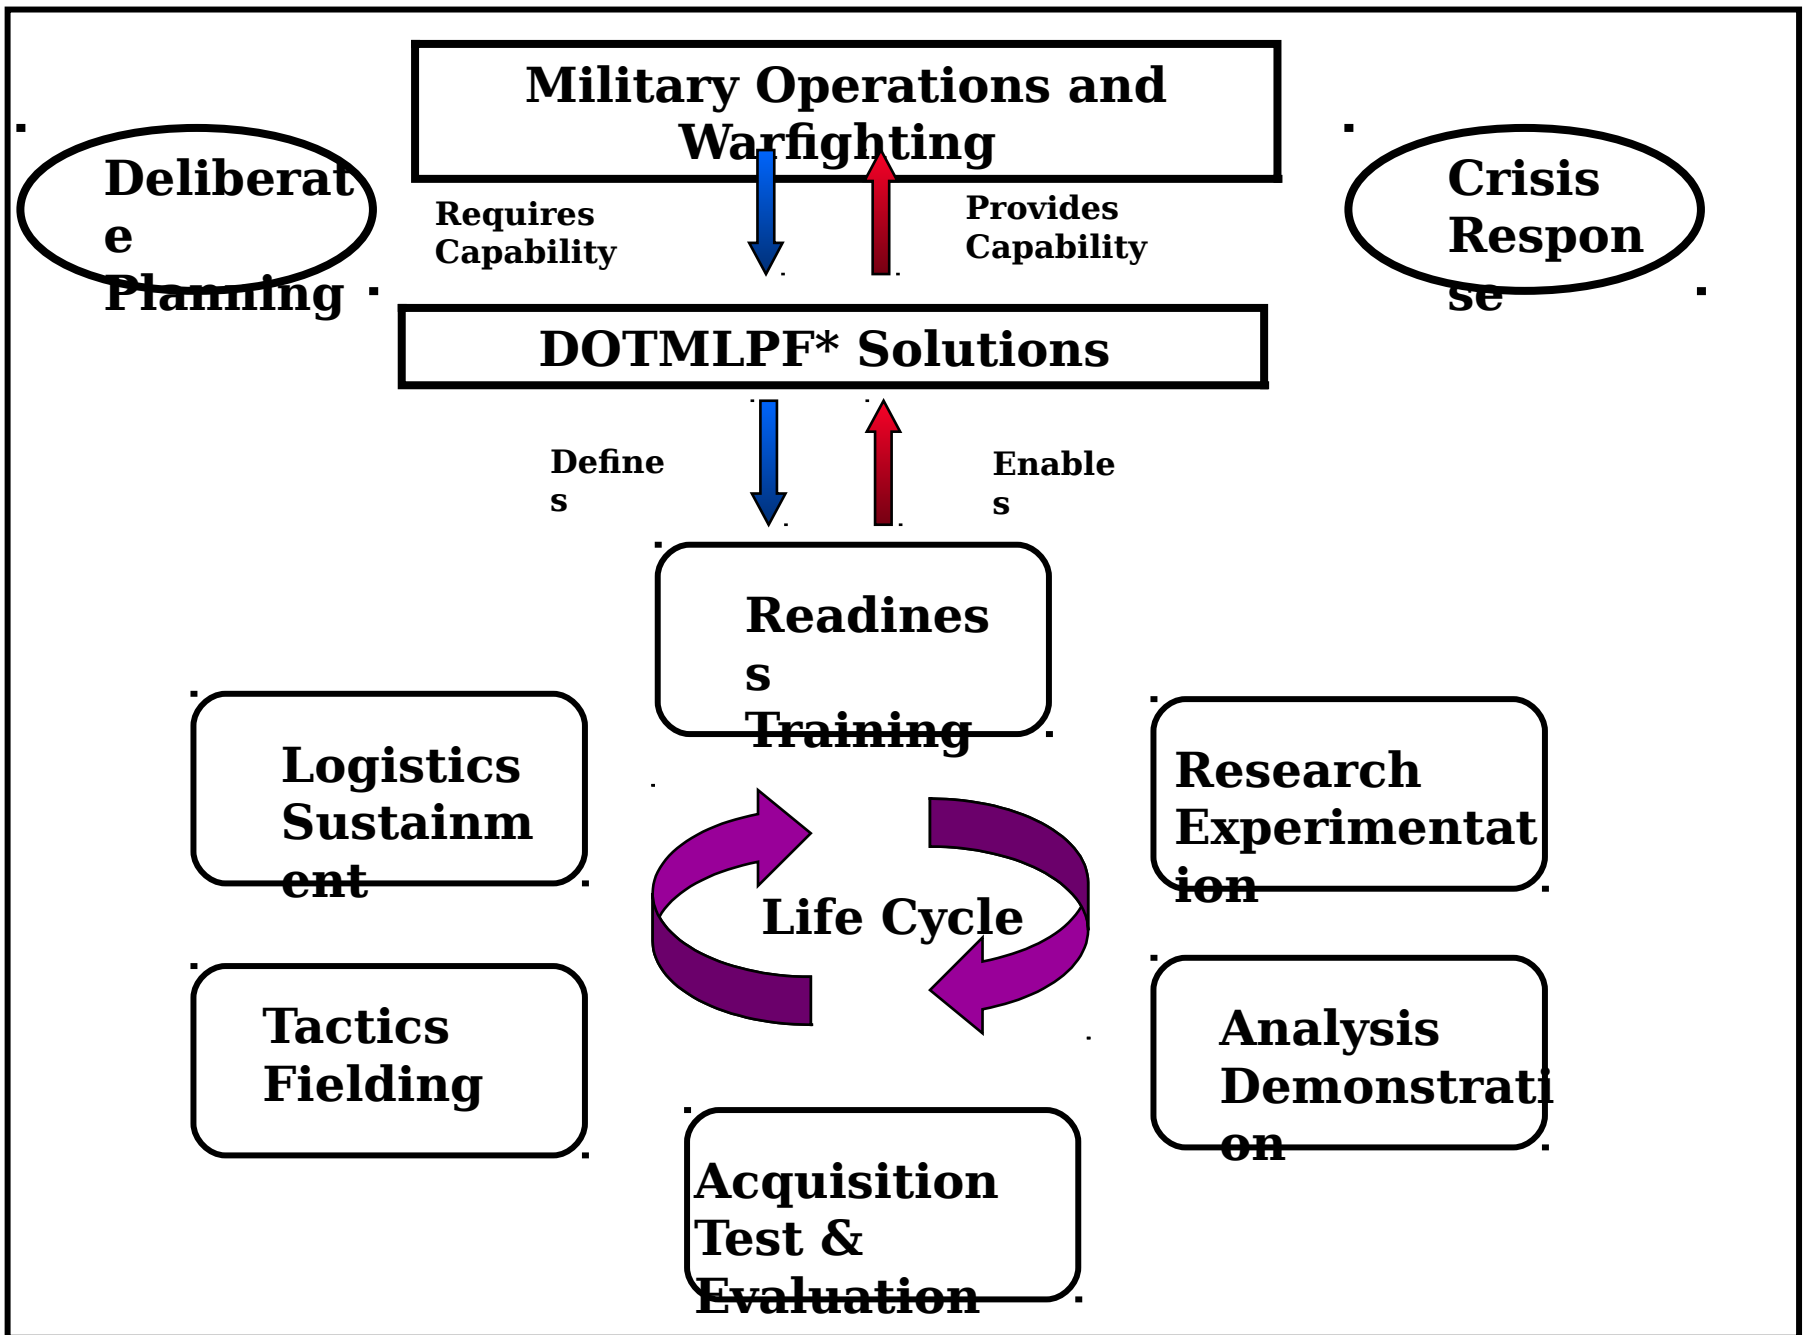 Military Operations and
Warfighting
Deliberat
e
Planning
Crisis
Respon
se
Requires
Capability
Provides
Capability
DOTMLPF* Solutions
Define
s
Enable
s
Readines
s
Training
Logistics
Sustainm
ent
Research
Experimentat
ion
Life Cycle
Tactics
Fielding
Analysis
Demonstrati
on
Acquisition
Test &
Evaluation